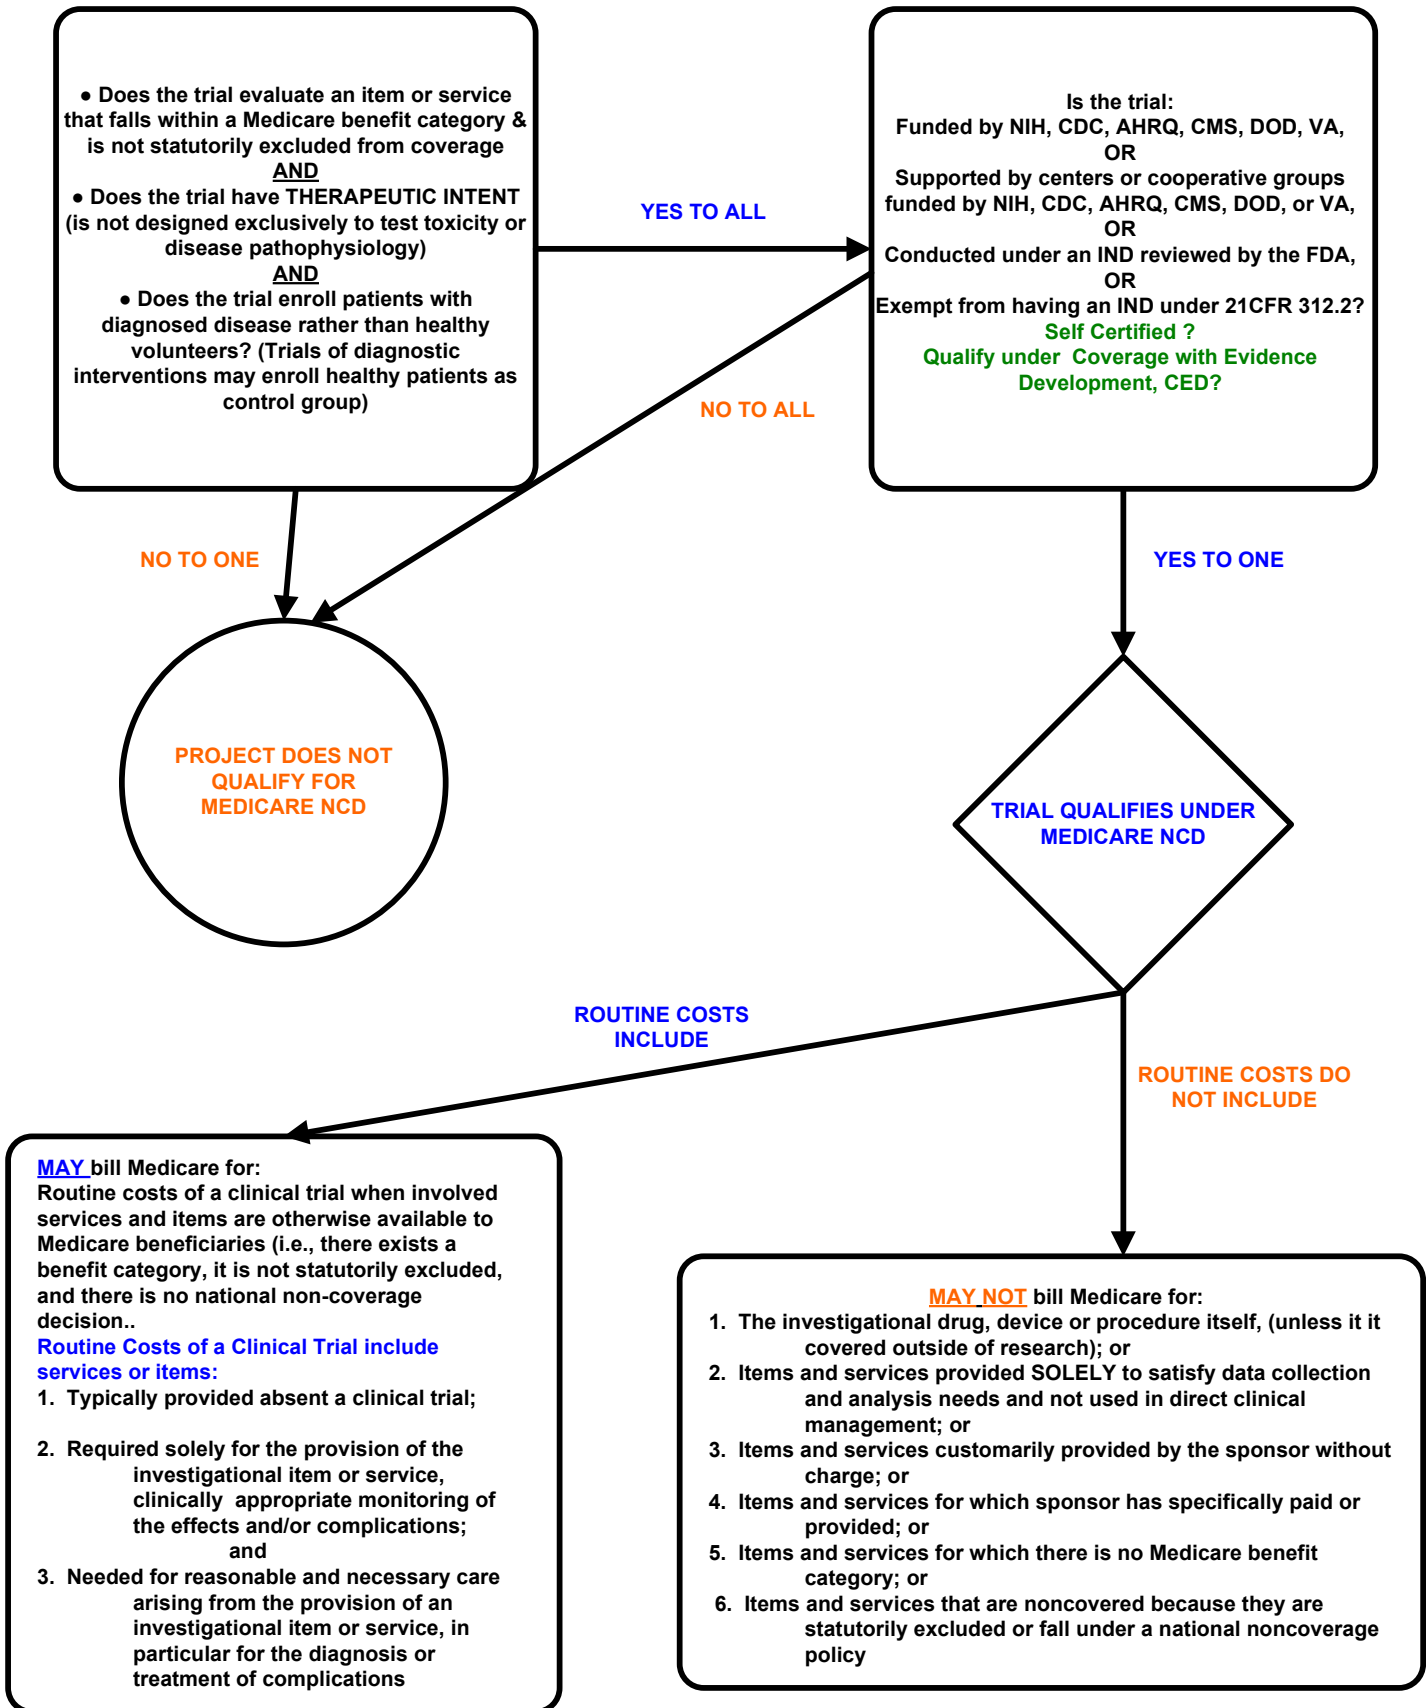 ● Does the trial evaluate an item or service
that falls within a Medicare benefit category &
is not statutorily excluded from coverage
AND
● Does the trial have THERAPEUTIC INTENT
(is not designed exclusively to test toxicity or
disease pathophysiology)
AND
● Does the trial enroll patients with
diagnosed disease rather than healthy
volunteers? (Trials of diagnostic
interventions may enroll healthy patients as
control group)
YES TO ALL
Is the trial:
Funded by NIH, CDC, AHRQ, CMS, DOD, VA,
OR
Supported by centers or cooperative groups
funded by NIH, CDC, AHRQ, CMS, DOD, or VA,
OR
Conducted under an IND reviewed by the FDA,
OR
Exempt from having an IND under 21CFR 312.2?
Self Certified ?
Qualify under Coverage with Evidence
Development, CED?
NO TO ALL
NO TO ONE
YES TO ONE
PROJECT DOES NOT
QUALIFY FOR
MEDICARE NCD
TRIAL QUALIFIES UNDER
MEDICARE NCD
ROUTINE COSTS
INCLUDE
ROUTINE COSTS DO
NOT INCLUDE
MAY bill Medicare for:
Routine costs of a clinical trial when involved
services and items are otherwise available to
Medicare beneficiaries (i.e., there exists a
benefit category, it is not statutorily excluded,
and there is no national non-coverage
decision..
Routine Costs of a Clinical Trial include
services or items:
1. Typically provided absent a clinical trial;
2. Required solely for the provision of the
investigational item or service,
clinically appropriate monitoring of
the effects and/or complications;
and
3. Needed for reasonable and necessary care
arising from the provision of an
investigational item or service, in
particular for the diagnosis or
treatment of complications
MAY NOT bill Medicare for:
1. The investigational drug, device or procedure itself, (unless it it
covered outside of research); or
2. Items and services provided SOLELY to satisfy data collection
and analysis needs and not used in direct clinical
management; or
3. Items and services customarily provided by the sponsor without
charge; or
4. Items and services for which sponsor has specifically paid or
provided; or
5. Items and services for which there is no Medicare benefit
category; or
6. Items and services that are noncovered because they are
statutorily excluded or fall under a national noncoverage
policy